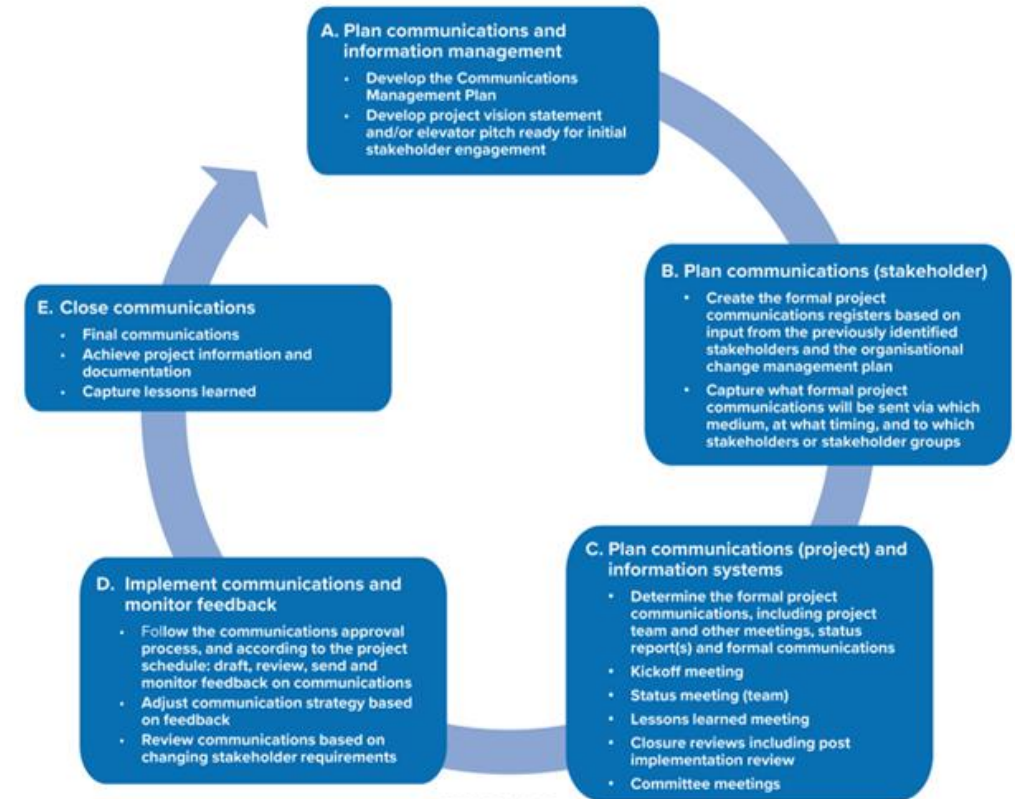 A. Plan communications and
information management
• Develop the Communications
Management Plan
• Develop project vision statement
and/or elevator pitch ready for initial
stakeholder engagement
B. Plan communications (stakeholder)
• Create the formal project
communications registers based on
input from the previously identified
stakeholders and the organisational
change management plan
• Capture what formal project
communications will be sent via which
medium, at what timing, and to which
stakeholders or stakeholder groups
C. Plan communications (project) and
information systems
• Determine the formal project
communications, including project
team and other meetings, status
report(s) and formal communications
• Kickoff meeting
• Status meeting (team)
• Lessons learned meeting
• Closure reviews including post
implementation review
• Committee meetings
D. Implement communications and
monitor feedback
• Follow the communications approval
process, and according to the project
schedule: draft, review, send and
monitor feedback on communications
• Adjust communication strategy based
on feedback
• Review communications based on
changing stakeholder requirements
E. Close communications
• Final communications
• Achieve project information and
documentation
• Capture lessons learned